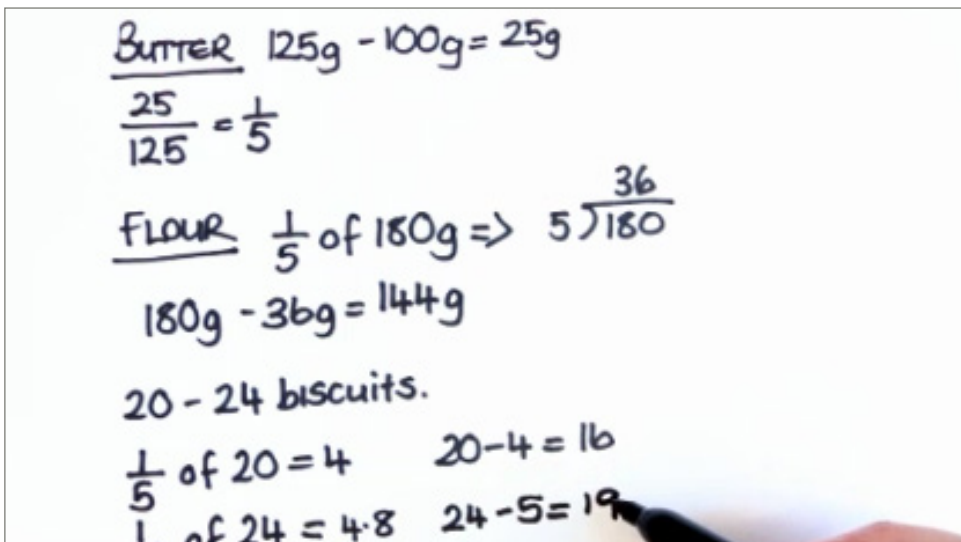 BUTTER 125g - 100g = 25g
25/125 = 1/5
FLOUR 1/5 of 180g => 5)180 36
180g - 36g = 144g
20 - 24 biscuits.
1/5 of 20 = 4 20 - 4 = 16
of 24 = 4.8 24 - 5 = 19